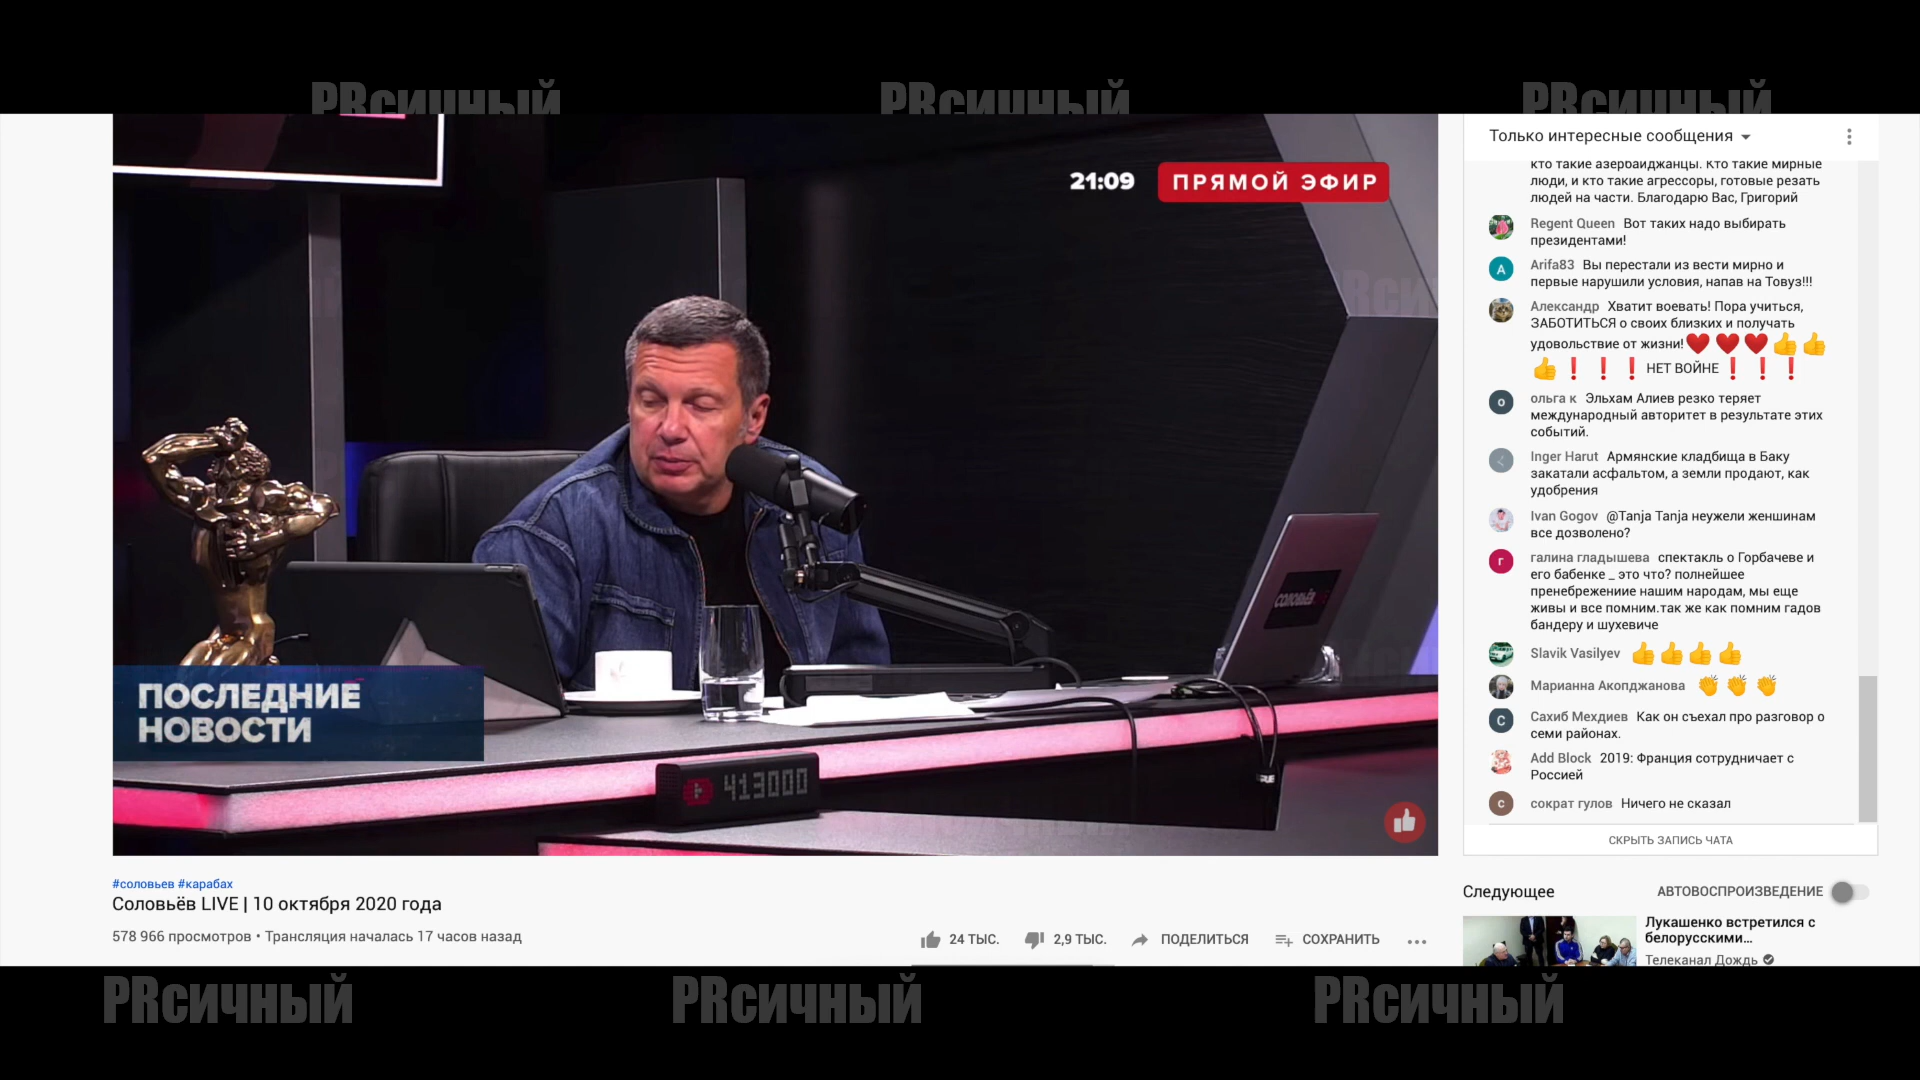 PRсичный PRсичный PRсичный
21:09 ПРЯМОЙ ЭФИР
СОЛОВЬЁВ
ПОСЛЕДНИЕ
НОВОСТИ
413000
#соловьев #карабах
Соловьёв LIVE | 10 октября 2020 года
578 966 просмотров • Трансляция началась 17 часов назад
24 ТЫС. 2,9 ТЫС. ПОДЕЛИТЬСЯ СОХРАНИТЬ
Только интересные сообщения
кто такие азербайджанцы. Кто такие мирные
люди, и кто такие агрессоры, готовые резать
людей на части. Благодарю Вас, Григорий
Regent Queen Вот таких надо выбирать
президентами!
A Arifa83 Вы перестали из вести мирно и
первые нарушили условия, напав на Товуз!!!
Александр Хватит воевать! Пора учиться,
ЗАБОТИТЬСЯ о своих близких и получать
удовольствие от жизни!❤️❤️❤️👍👍
👍❗❗❗НЕТ ВОЙНЕ❗❗❗
о ольга к Эльхам Алиев резко теряет
международный авторитет в результате этих
событий.
Inger Harut Армянские кладбища в Баку
закатали асфальтом, а земли продают, как
удобрения
Ivan Gogov @Tanja Tanja неужели женшинам
все дозволено?
г галина гладышева спектакль о Горбачеве и
его бабенке _ это что? полнейшее
пренебрежениие нашим народам, мы еще
живы и все помним.так же как помним гадов
бандеру и шухевиче
Slavik Vasilyev 👍👍👍👍
Марианна Акопджанова 👏👏👏
С Сахиб Мехдиев Как он съехал про разговор о
семи районах.
Add Block 2019: Франция сотрудничает с
Россией
с сократ гулов Ничего не сказал
СКРЫТЬ ЗАПИСЬ ЧАТА
Следующее АВТОВОСПРОИЗВЕДЕНИЕ
Лукашенко встретился с
белорусскими…
Телеканал Дождь
PRсичный PRсичный PRсичный